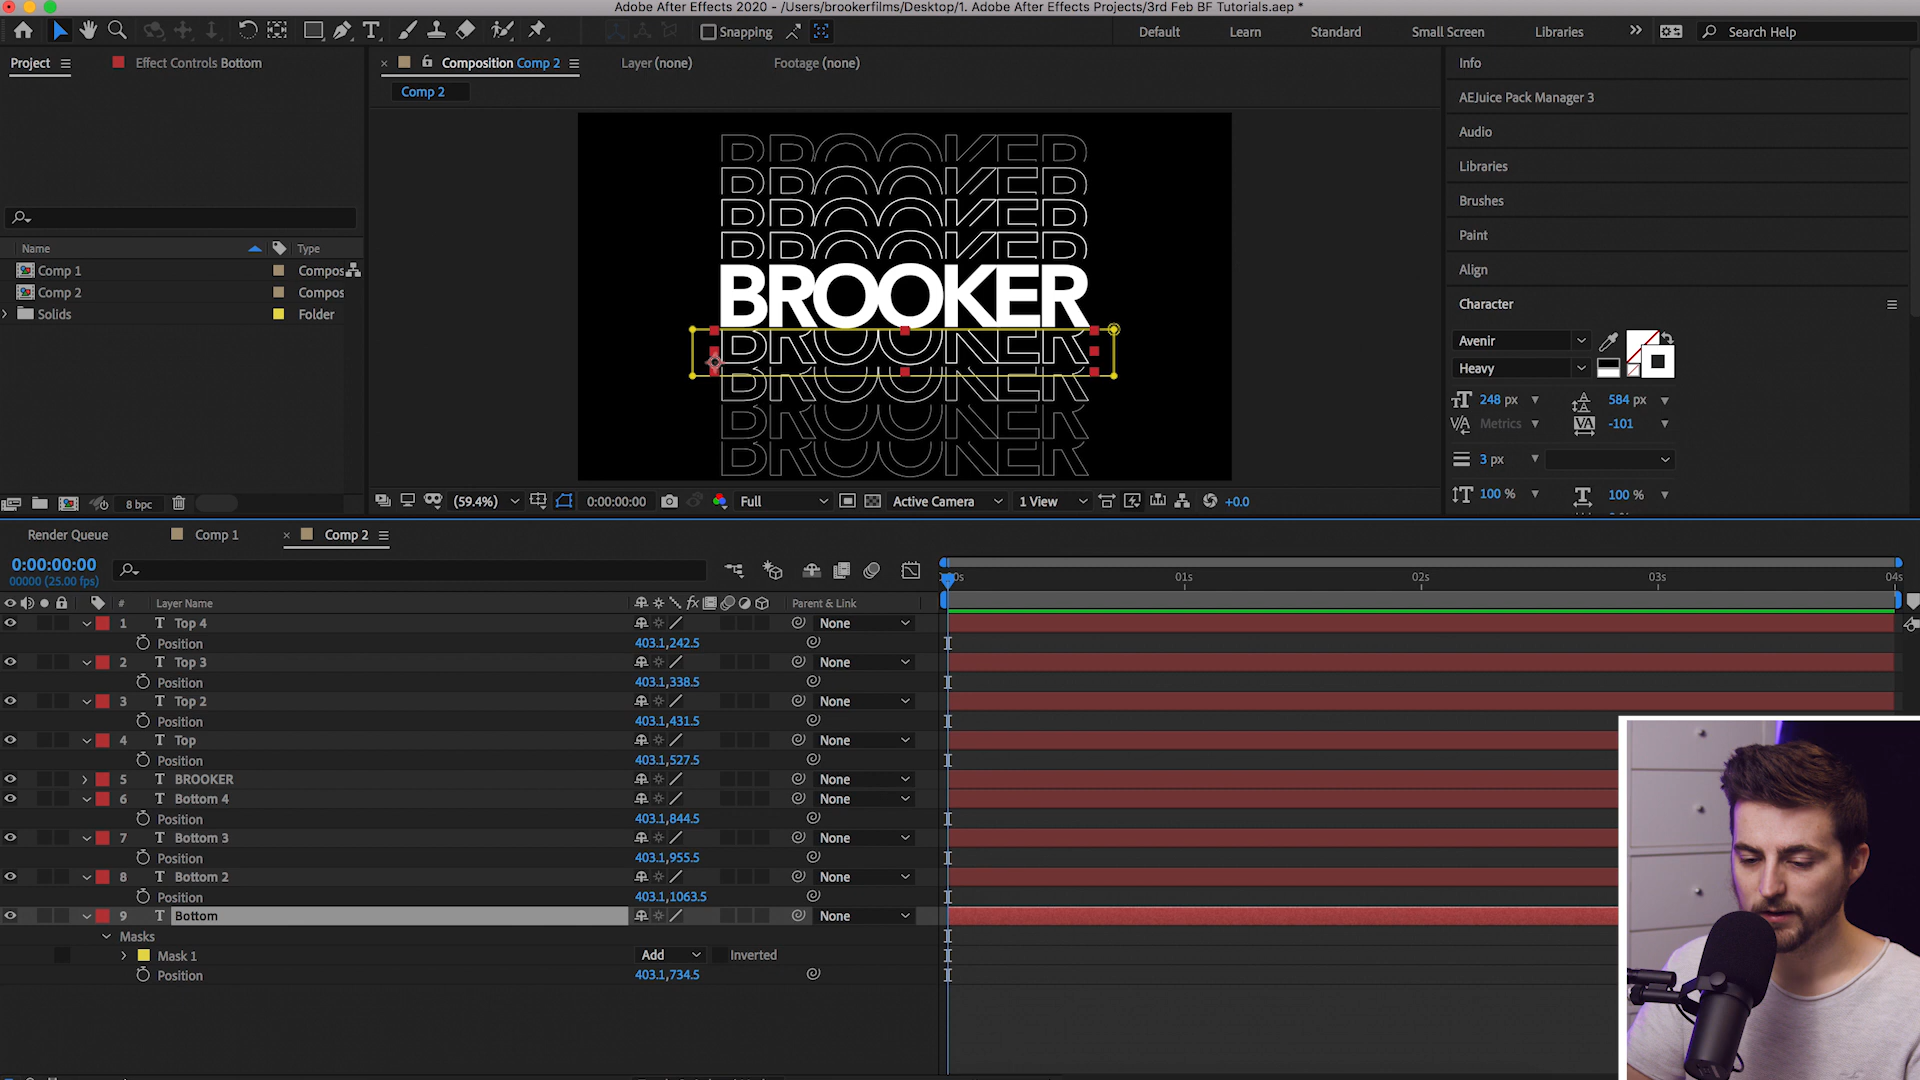 Adobe After Effects 2020 - /Users/brookerfilms/Desktop/1. Adobe After Effects Projects/3rd Feb BF Tutorials.aep *
Snapping
Default
Learn
Standard
Small Screen
Libraries
Search Help
Project
Effect Controls Bottom
Composition Comp 2
Layer (none)
Footage (none)
Info
Comp 2
AEJuice Pack Manager 3
Audio
Libraries
Brushes
Paint
Align
Character
BROOKER
BROOKER
BROOKER
BROOKER
BROOKER
BROOKER
BROOKER
BROOKER
BROOKER
Name
Type
Comp 1
Compos
Comp 2
Compos
Solids
Folder
Avenir
Heavy
248 px
584 px
Metrics
-101
3 px
100 %
100 %
8 bpc
(59.4%)
0:00:00:00
Full
Active Camera
1 View
+0.0
Render Queue
Comp 1
Comp 2
0:00:00:00
00000 (25.00 fps)
01s
02s
03s
04s
# Layer Name
Parent & Link
1 T Top 4 None
Position 403.1,242.5
2 T Top 3 None
Position 403.1,338.5
3 T Top 2 None
Position 403.1,431.5
4 T Top None
Position 403.1,527.5
5 T BROOKER None
6 T Bottom 4 None
Position 403.1,844.5
7 T Bottom 3 None
Position 403.1,955.5
8 T Bottom 2 None
Position 403.1,1063.5
9 T Bottom None
Masks
Mask 1 Add Inverted
Position 403.1,734.5